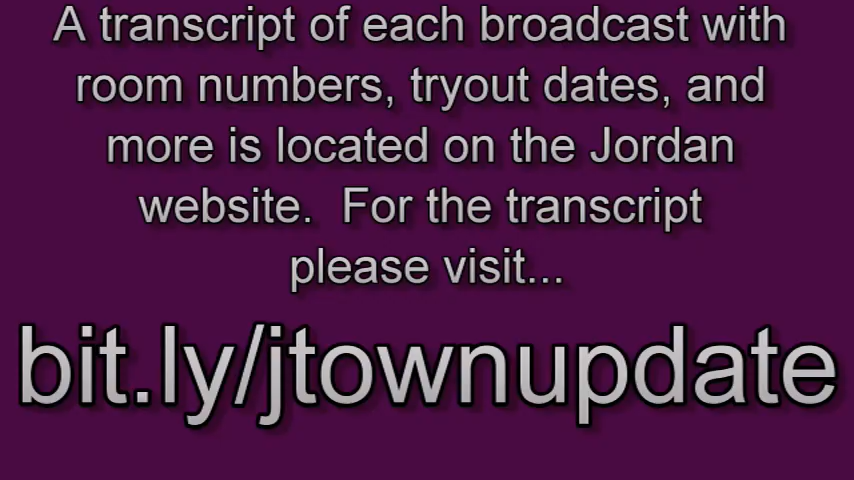 A transcript of each broadcast with
room numbers, tryout dates, and
more is located on the Jordan
website.  For the transcript
please visit...
bit.ly/jtownupdate